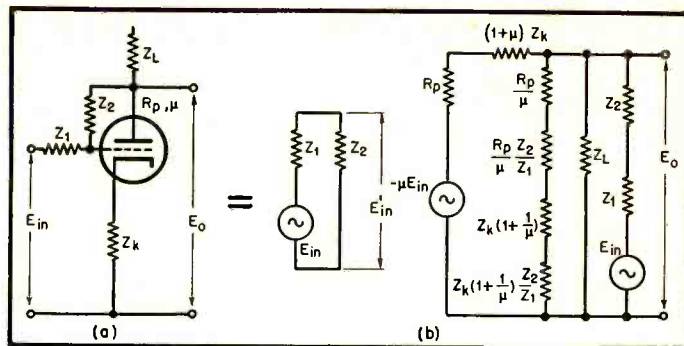 Z_L
Z_2
R_p, μ
Z_1
E_in
E_o
Z_k
(a)
=
Z_1
Z_2
E_in
E'_in
(1+μ) Z_k
R_p
-μE_in
R_p/μ
R_p/μ Z_2/Z_1
Z_k(1+1/μ)
Z_k(1+1/μ) Z_2/Z_1
Z_L
Z_2
Z_1
E_in
E_o
(b)